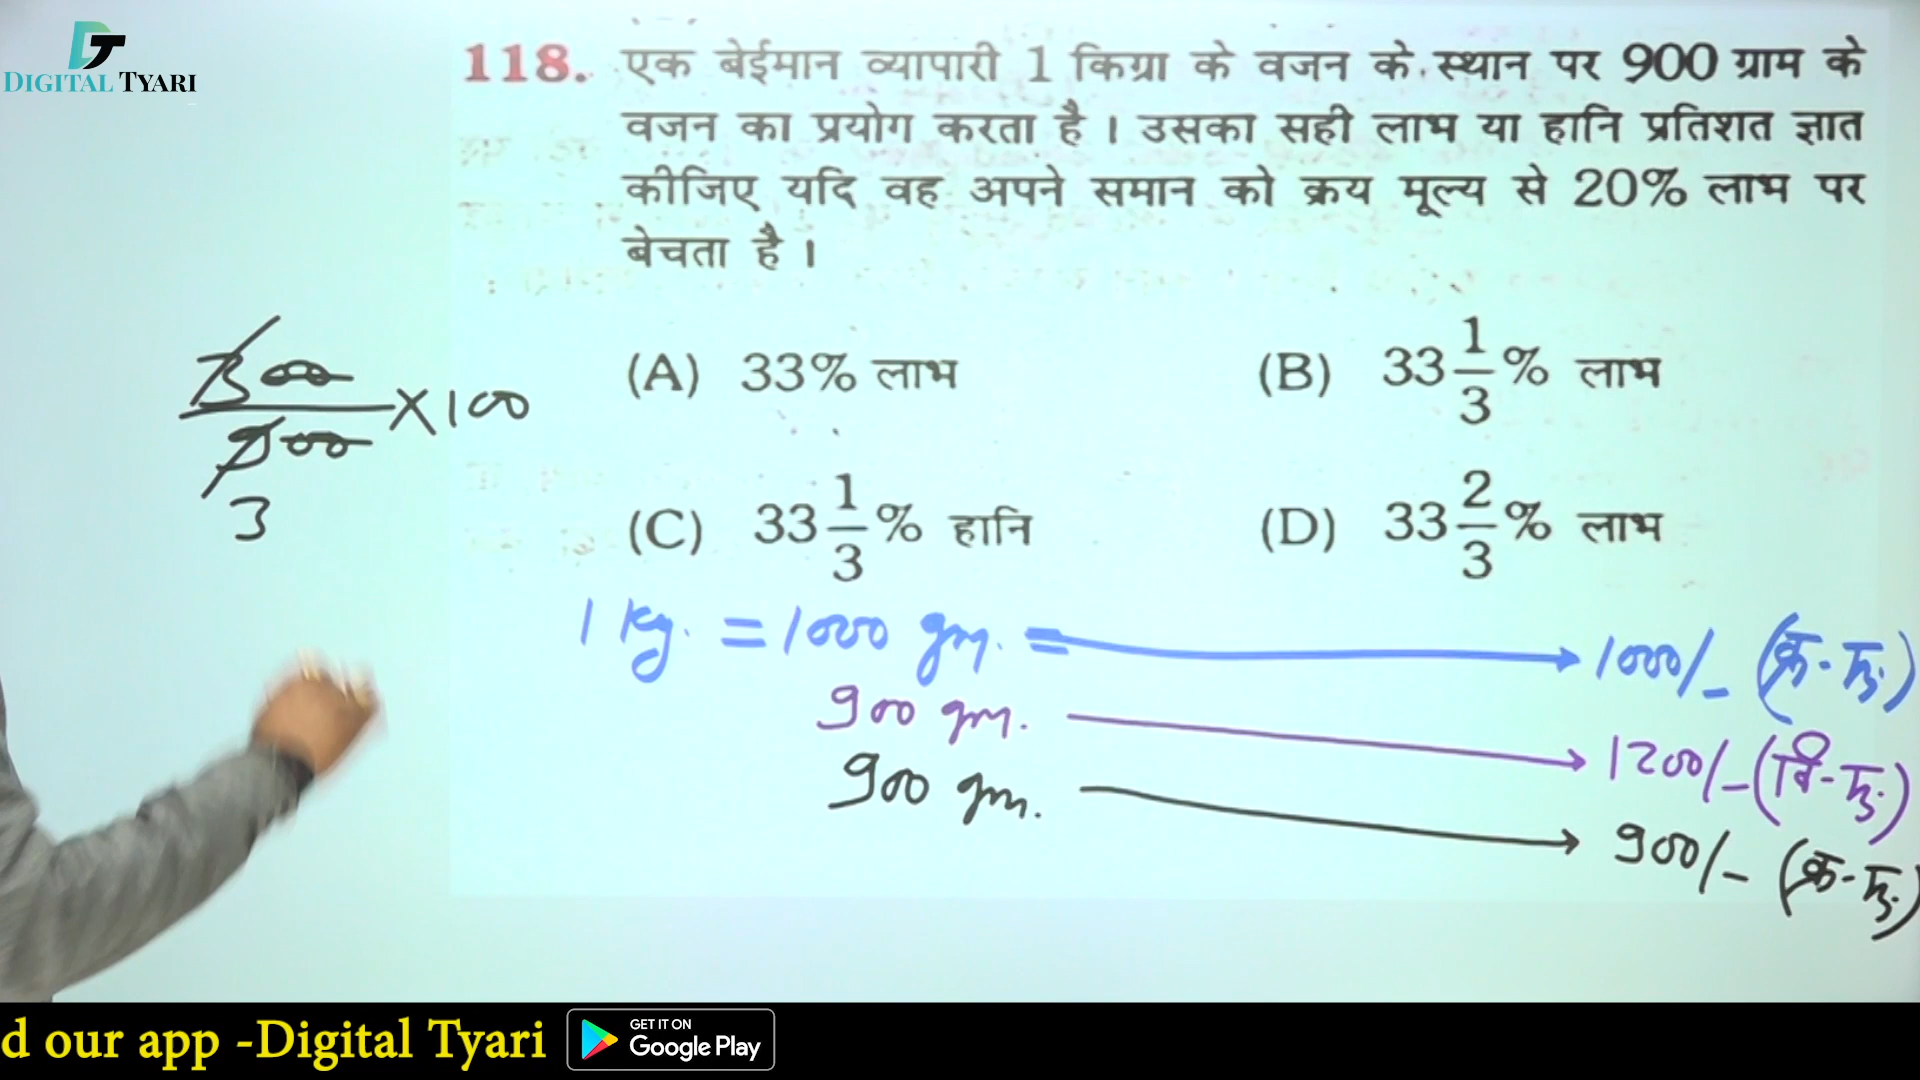 DT
DIGITAL TYARI
118. एक बेईमान व्यापारी 1 किग्रा के वजन के स्थान पर 900 ग्राम के
वजन का प्रयोग करता है । उसका सही लाभ या हानि प्रतिशत ज्ञात
कीजिए यदि वह अपने समान को क्रय मूल्य से 20% लाभ पर
बेचता है ।
(A) 33% लाभ
(B) 33 1/3 % लाभ
(C) 33 1/3 % हानि
(D) 33 2/3 % लाभ
300/900 × 100
3
1 kg. = 1000 gm. = → 1000/- (क्र. मू.)
900 gm. → 1200/- (वि. मू.)
900 gm. → 900/- (क्र. मू.)
d our app -Digital Tyari
GET IT ON
Google Play